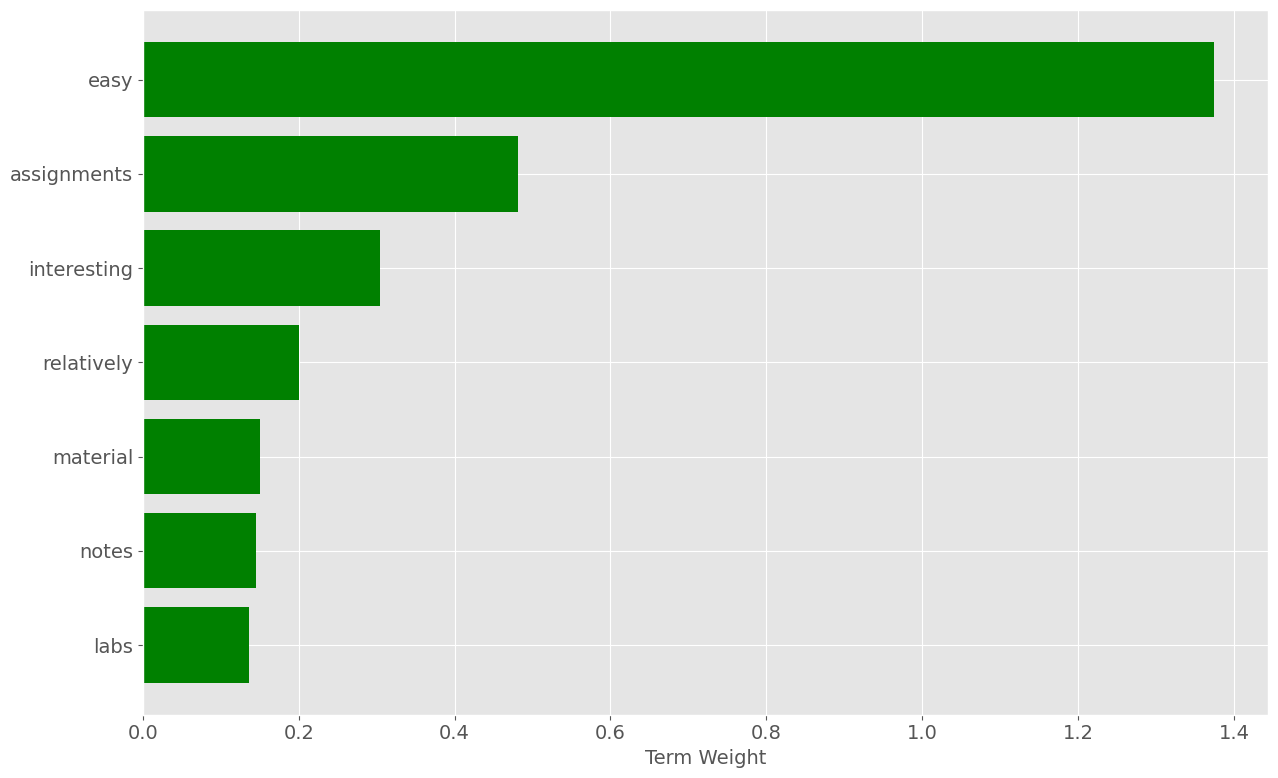 easy
assignments
interesting
relatively
material
notes
labs
0.0 0.2 0.4 0.6 0.8 1.0 1.2 1.4
Term Weight